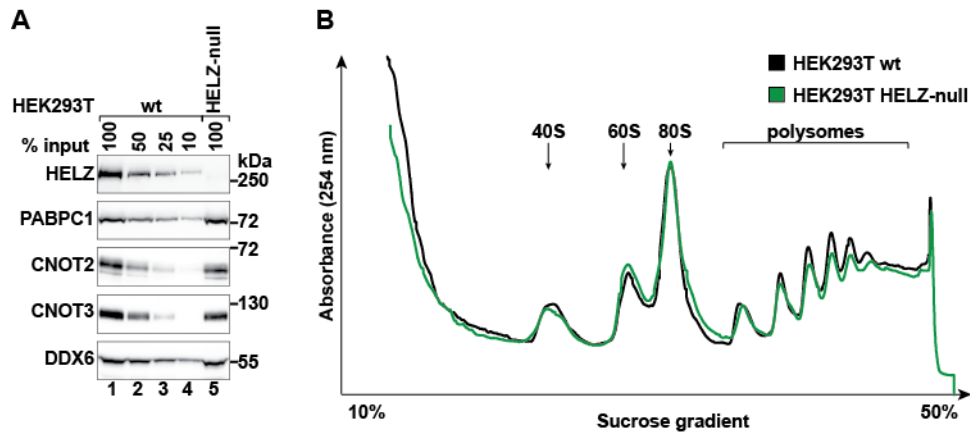 A
HEK293T wt HELZ-null
% input 100 50 25 10 100
kDa
HELZ 250
PABPC1 72
72
CNOT2
CNOT3 130
DDX6 55
1 2 3 4 5
B
HEK293T wt
HEK293T HELZ-null
40S 60S 80S polysomes
Absorbance (254 nm)
10% Sucrose gradient 50%